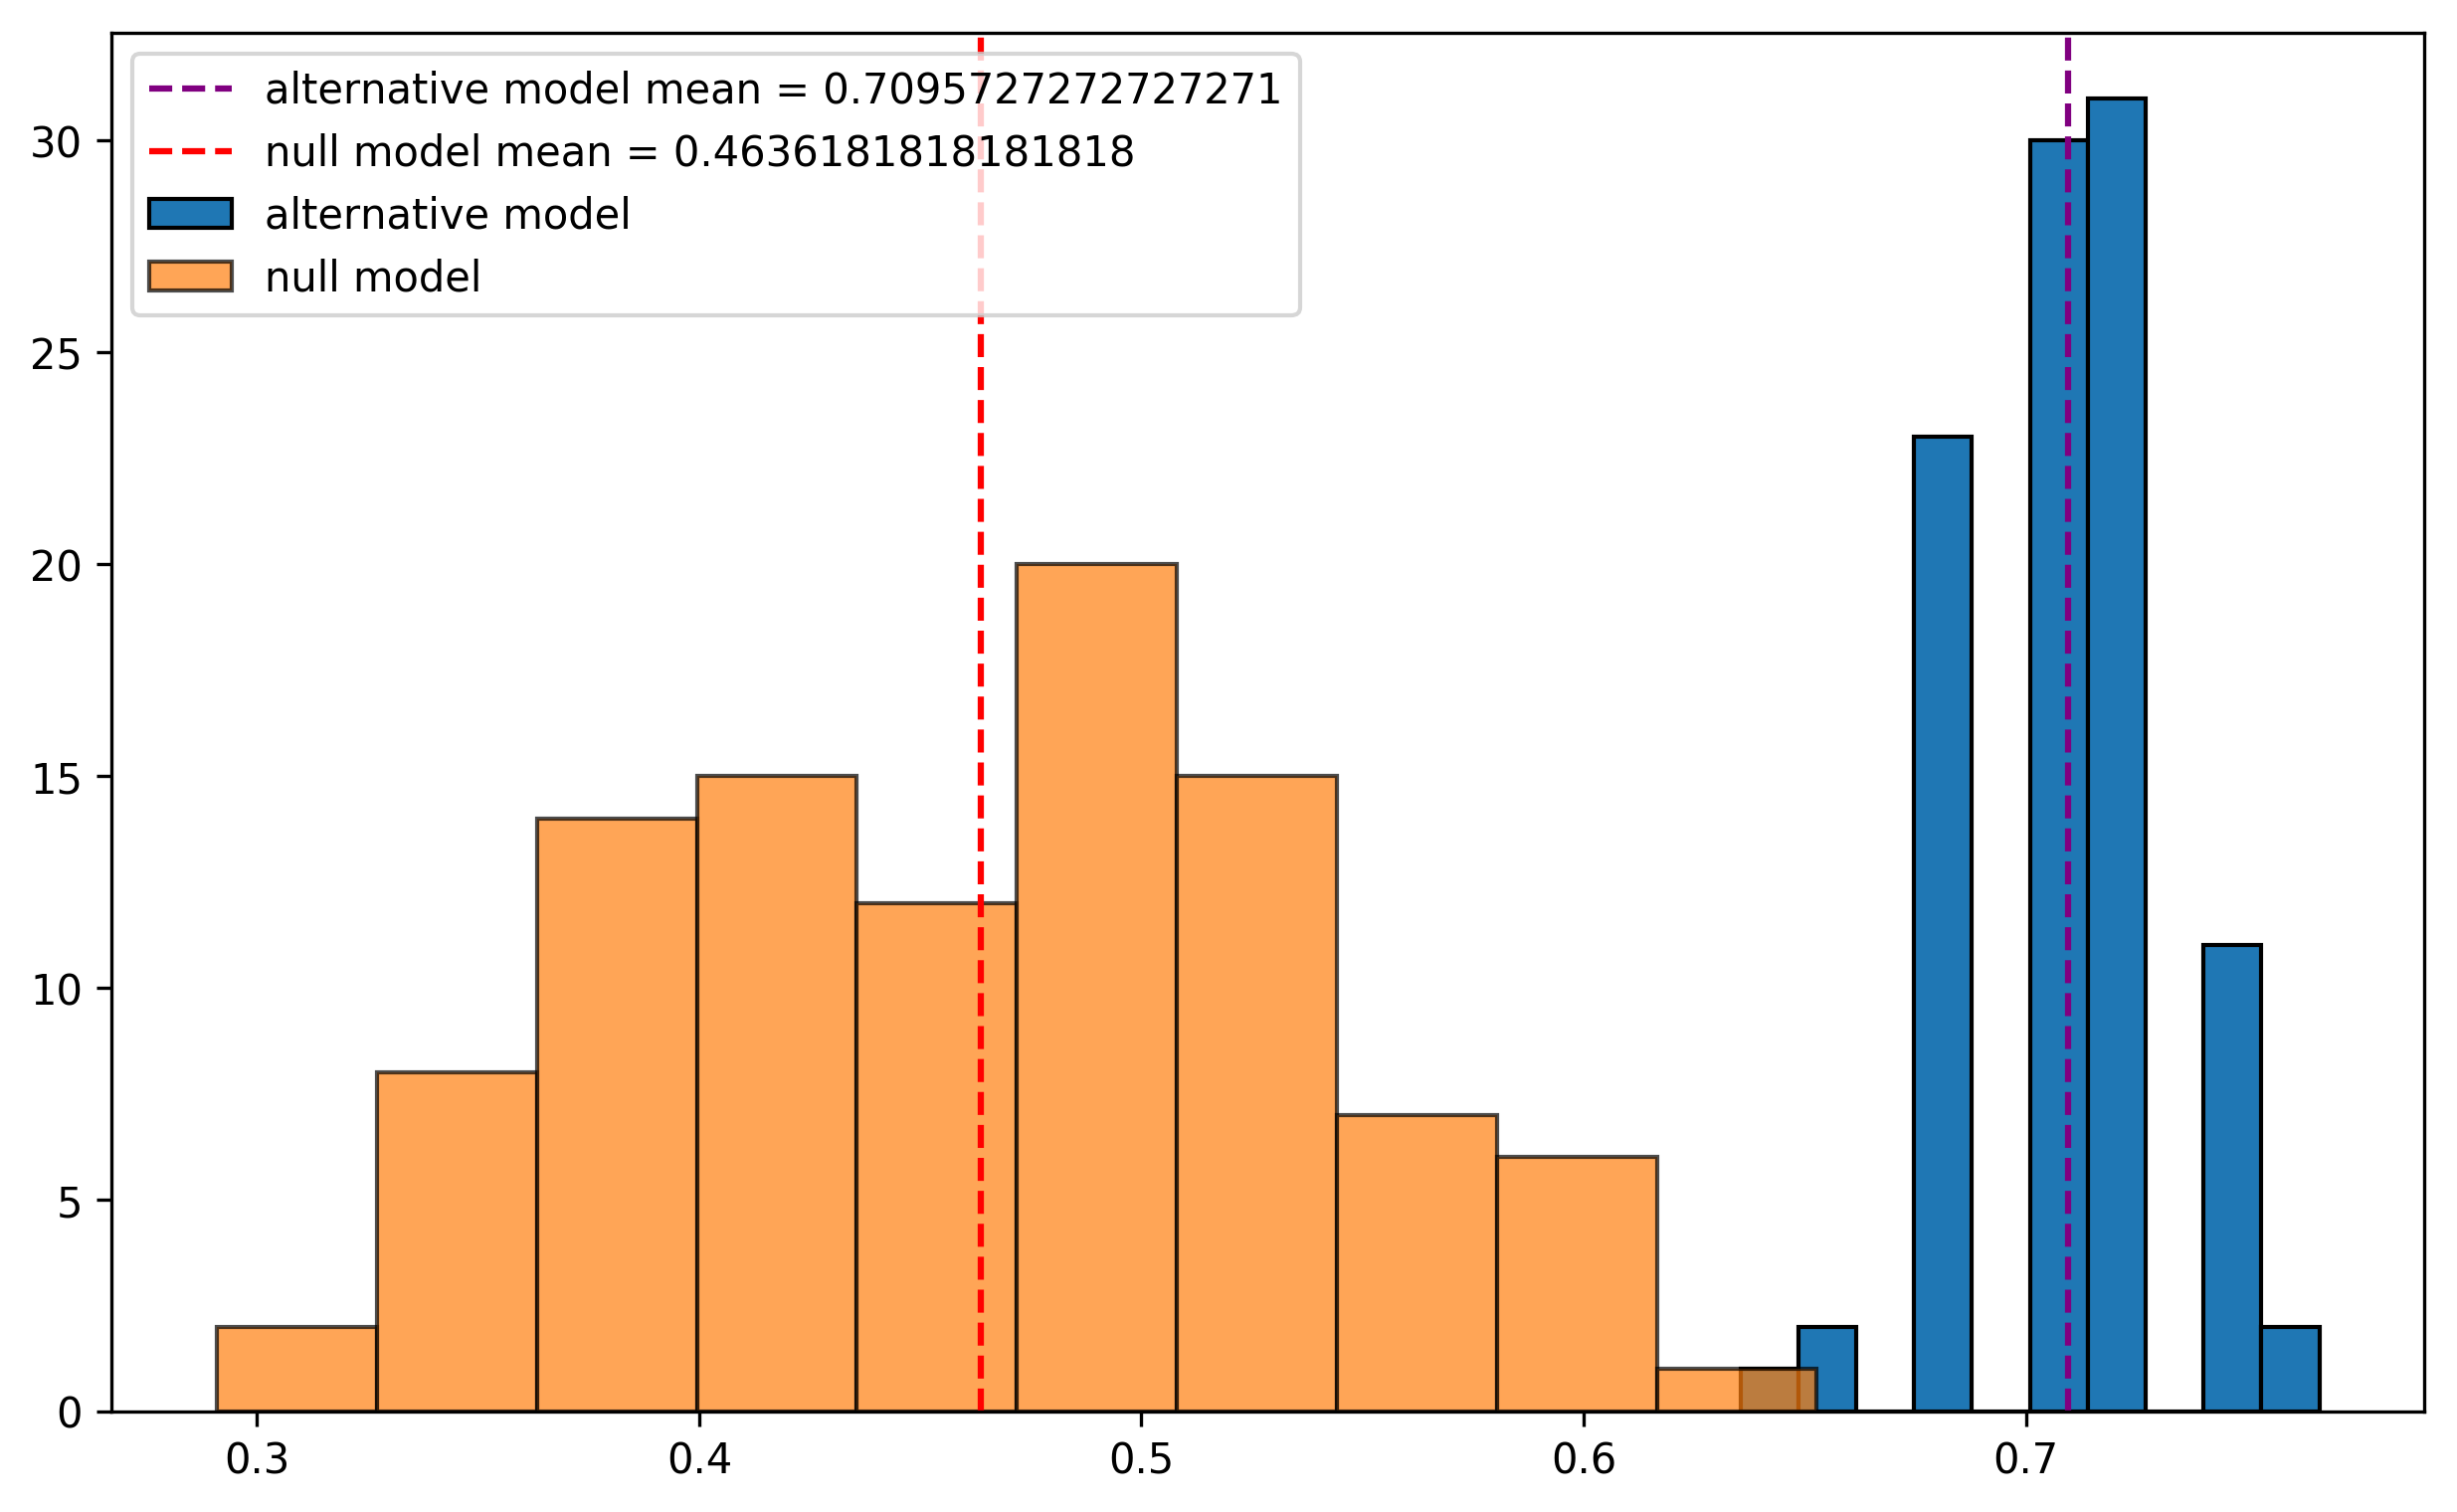 alternative model mean = 0.7095727272727271
null model mean = 0.4636181818181818
alternative model
null model
30
25
20
15
10
5
0
0.3 0.4 0.5 0.6 0.7